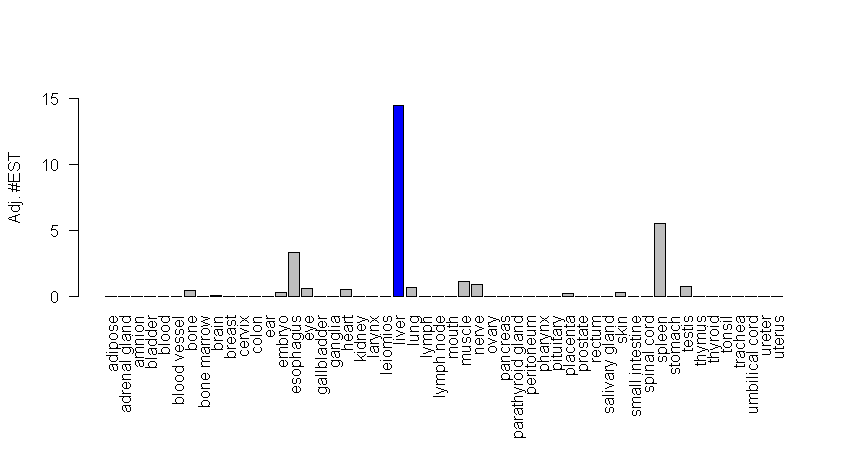 Adj. #EST
15
10
5
0
adipose
adrenal gland
amnion
bladder
blood
blood vessel
bone
bone marrow
brain
breast
cervix
colon
ear
embryo
esophagus
eye
gallbladder
ganglia
heart
kidney
larynx
leiomios
liver
lung
lymph
lymph node
mouth
muscle
nerve
ovary
pancreas
parathyroid gland
peritoneum
pharynx
pituitary
placenta
prostate
rectum
salivary gland
skin
small intestine
spinal cord
spleen
stomach
testis
thymus
thyroid
tonsil
trachea
umbilical cord
ureter
uterus